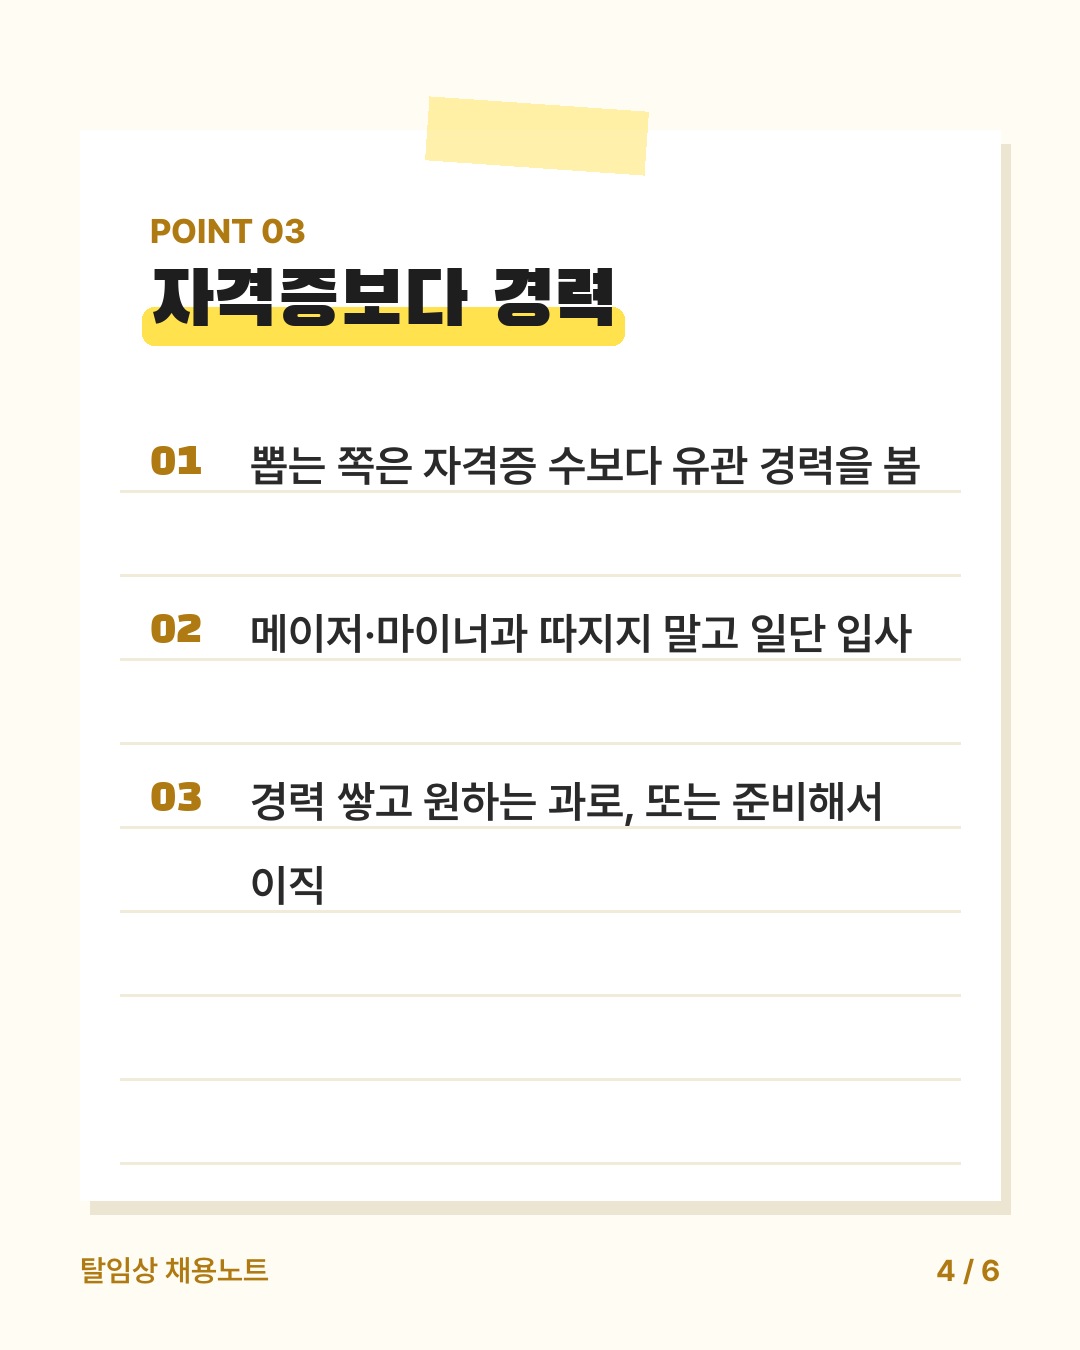 POINT 03
자격증보다 경력
01 뽑는 쪽은 자격증 수보다 유관 경력을 봄
02 메이저·마이너과 따지지 말고 일단 입사
03 경력 쌓고 원하는 과로, 또는 준비해서
이직
탈임상 채용노트
4 / 6